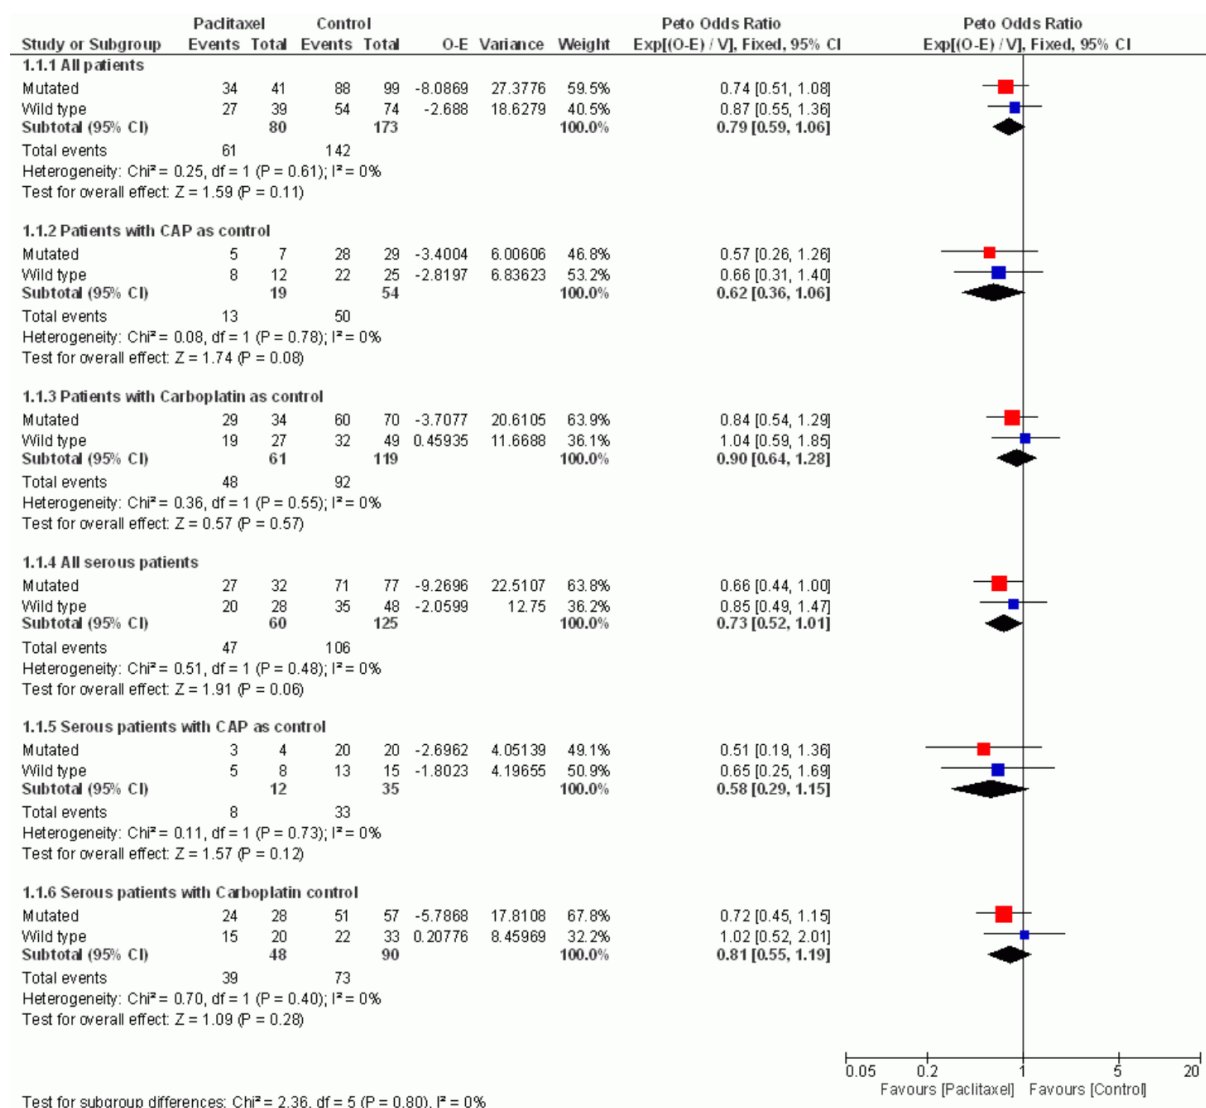 Paclitaxel Control Peto Odds Ratio Peto Odds Ratio
Study or Subgroup Events Total Events Total O-E Variance Weight Exp[(O-E) / V], Fixed, 95% CI Exp[(O-E) / V], Fixed, 95% CI
1.1.1 All patients
Mutated 34 41 88 99 -8.0869 27.3776 59.5% 0.74 [0.51, 1.08]
Wild type 27 39 54 74 -2.688 18.6279 40.5% 0.87 [0.55, 1.36]
Subtotal (95% CI) 80 173 100.0% 0.79 [0.59, 1.06]
Total events 61 142
Heterogeneity: Chi² = 0.25, df = 1 (P = 0.61); I² = 0%
Test for overall effect: Z = 1.59 (P = 0.11)
1.1.2 Patients with CAP as control
Mutated 5 7 28 29 -3.4004 6.00606 46.8% 0.57 [0.26, 1.26]
Wild type 8 12 22 25 -2.8197 6.83623 53.2% 0.66 [0.31, 1.40]
Subtotal (95% CI) 19 54 100.0% 0.62 [0.36, 1.06]
Total events 13 50
Heterogeneity: Chi² = 0.08, df = 1 (P = 0.78); I² = 0%
Test for overall effect: Z = 1.74 (P = 0.08)
1.1.3 Patients with Carboplatin as control
Mutated 29 34 60 70 -3.7077 20.6105 63.9% 0.84 [0.54, 1.29]
Wild type 19 27 32 49 0.45935 11.6688 36.1% 1.04 [0.59, 1.85]
Subtotal (95% CI) 61 119 100.0% 0.90 [0.64, 1.28]
Total events 48 92
Heterogeneity: Chi² = 0.36, df = 1 (P = 0.55); I² = 0%
Test for overall effect: Z = 0.57 (P = 0.57)
1.1.4 All serous patients
Mutated 27 32 71 77 -9.2696 22.5107 63.8% 0.66 [0.44, 1.00]
Wild type 20 28 35 48 -2.0599 12.75 36.2% 0.85 [0.49, 1.47]
Subtotal (95% CI) 60 125 100.0% 0.73 [0.52, 1.01]
Total events 47 106
Heterogeneity: Chi² = 0.51, df = 1 (P = 0.48); I² = 0%
Test for overall effect: Z = 1.91 (P = 0.06)
1.1.5 Serous patients with CAP as control
Mutated 3 4 20 20 -2.6962 4.05139 49.1% 0.51 [0.19, 1.36]
Wild type 5 8 13 15 -1.8023 4.19655 50.9% 0.65 [0.25, 1.69]
Subtotal (95% CI) 12 35 100.0% 0.58 [0.29, 1.15]
Total events 8 33
Heterogeneity: Chi² = 0.11, df = 1 (P = 0.73); I² = 0%
Test for overall effect: Z = 1.57 (P = 0.12)
1.1.6 Serous patients with Carboplatin control
Mutated 24 28 51 57 -5.7868 17.8108 67.8% 0.72 [0.45, 1.15]
Wild type 15 20 22 33 0.20776 8.45969 32.2% 1.02 [0.52, 2.01]
Subtotal (95% CI) 48 90 100.0% 0.81 [0.55, 1.19]
Total events 39 73
Heterogeneity: Chi² = 0.70, df = 1 (P = 0.40); I² = 0%
Test for overall effect: Z = 1.09 (P = 0.28)
0.05 0.2 1 5 20
Favours [Paclitaxel] Favours [Control]
Test for subgroup differences: Chi² = 2.36, df = 5 (P = 0.80), I² = 0%